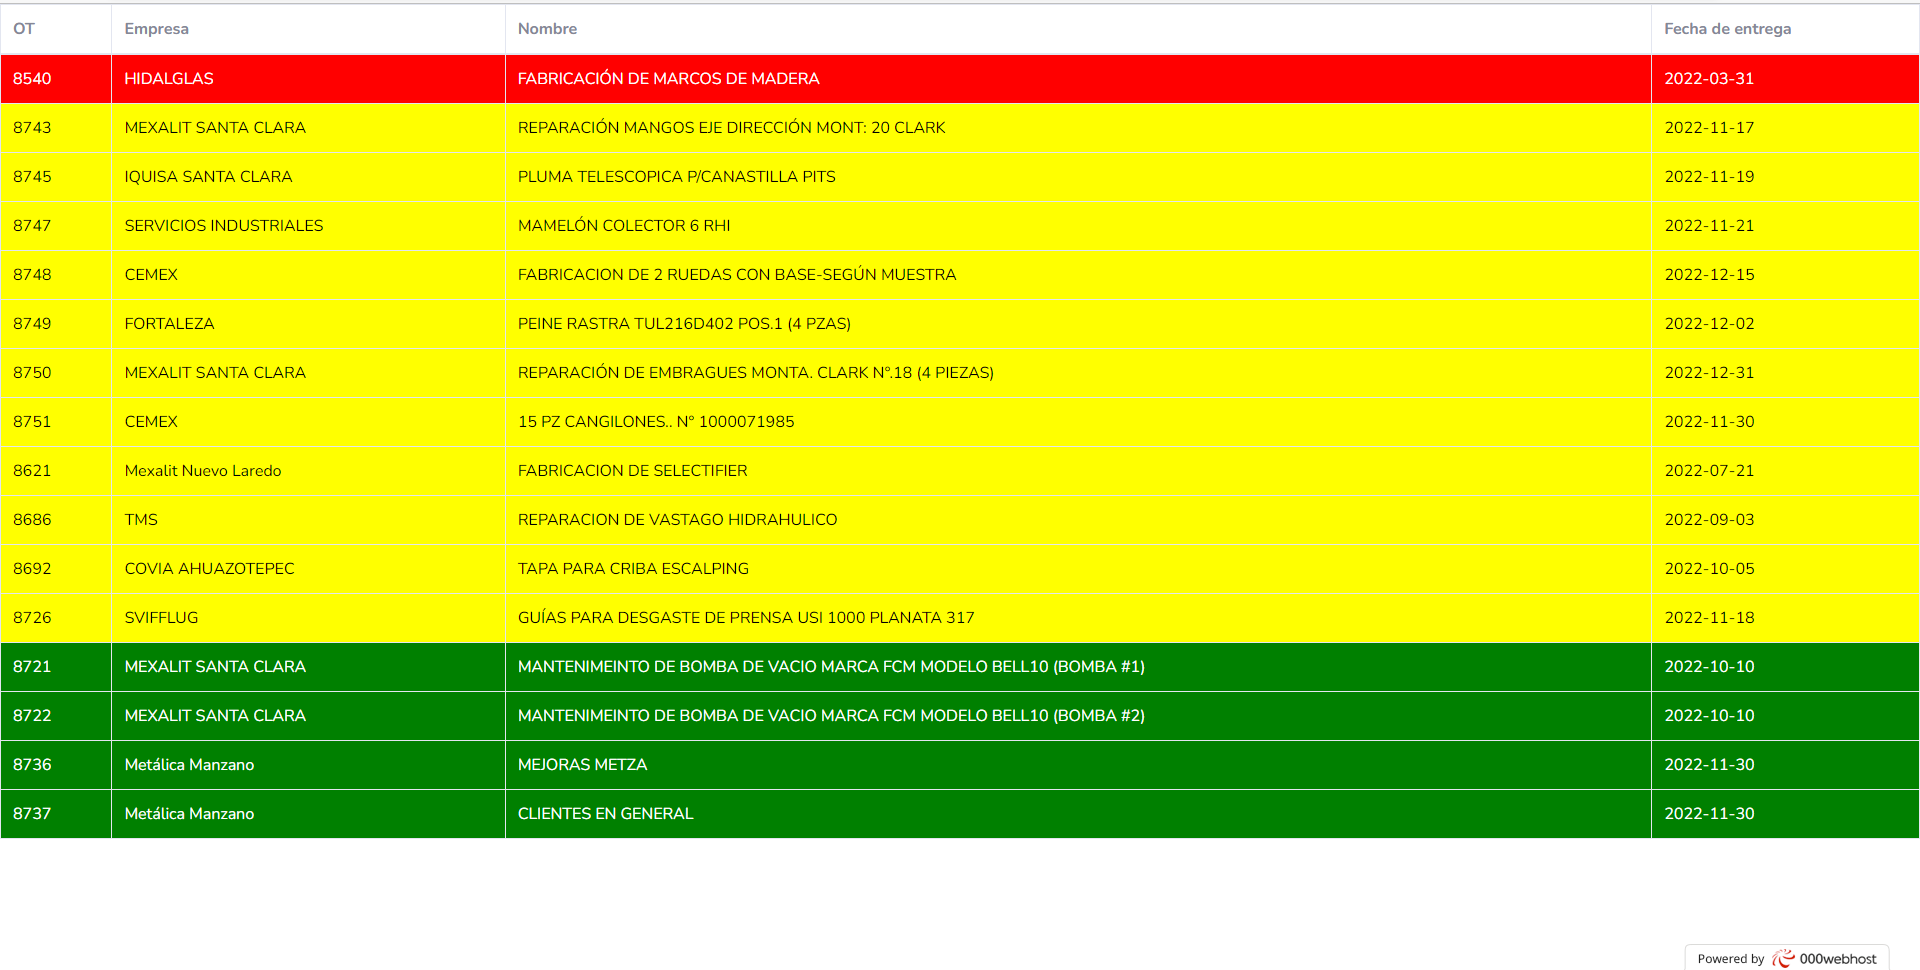 OT Empresa Nombre Fecha de entrega
8540 HIDALGLAS FABRICACIÓN DE MARCOS DE MADERA 2022-03-31
8743 MEXALIT SANTA CLARA REPARACIÓN MANGOS EJE DIRECCIÓN MONT: 20 CLARK 2022-11-17
8745 IQUISA SANTA CLARA PLUMA TELESCOPICA P/CANASTILLA PITS 2022-11-19
8747 SERVICIOS INDUSTRIALES MAMELÓN COLECTOR 6 RHI 2022-11-21
8748 CEMEX FABRICACION DE 2 RUEDAS CON BASE-SEGÚN MUESTRA 2022-12-15
8749 FORTALEZA PEINE RASTRA TUL216D402 POS.1 (4 PZAS) 2022-12-02
8750 MEXALIT SANTA CLARA REPARACIÓN DE EMBRAGUES MONTA. CLARK Nº.18 (4 PIEZAS) 2022-12-31
8751 CEMEX 15 PZ CANGILONES.. N° 1000071985 2022-11-30
8621 Mexalit Nuevo Laredo FABRICACION DE SELECTIFIER 2022-07-21
8686 TMS REPARACION DE VASTAGO HIDRAHULICO 2022-09-03
8692 COVIA AHUAZOTEPEC TAPA PARA CRIBA ESCALPING 2022-10-05
8726 SVIFFLUG GUÍAS PARA DESGASTE DE PRENSA USI 1000 PLANATA 317 2022-11-18
8721 MEXALIT SANTA CLARA MANTENIMEINTO DE BOMBA DE VACIO MARCA FCM MODELO BELL10 (BOMBA #1) 2022-10-10
8722 MEXALIT SANTA CLARA MANTENIMEINTO DE BOMBA DE VACIO MARCA FCM MODELO BELL10 (BOMBA #2) 2022-10-10
8736 Metálica Manzano MEJORAS METZA 2022-11-30
8737 Metálica Manzano CLIENTES EN GENERAL 2022-11-30
Powered by 000webhost